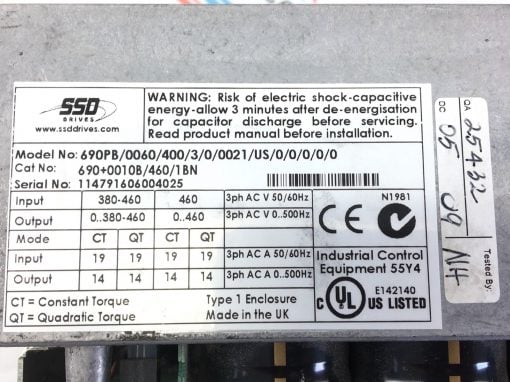 SSD
DRIVES
www.ssddrives.com
WARNING: Risk of electric shock-capacitive
energy-allow 3 minutes after de-energisation
for capacitor discharge before servicing.
Read product manual before installation.
Model No: 690PB/0060/400/3/0/0021/US/0/0/0/0/0
Cat No: 690+0010B/460/1BN
Serial No: 114791606004025
Input 380-460 460 3ph AC V 50/60Hz
Output 0..380-460 0..460 3ph AC V 0..500Hz
Mode CT QT CT QT
Input 19 19 19 19 3ph AC A 50/60Hz
Output 14 14 14 14 3ph AC A 0..500Hz
CT = Constant Torque Type 1 Enclosure
QT = Quadratic Torque Made in the UK
CE
N1981
Industrial Control
Equipment 55Y4
C UL US LISTED
E142140
QA 25432
DC 05 09
Tested By: N14